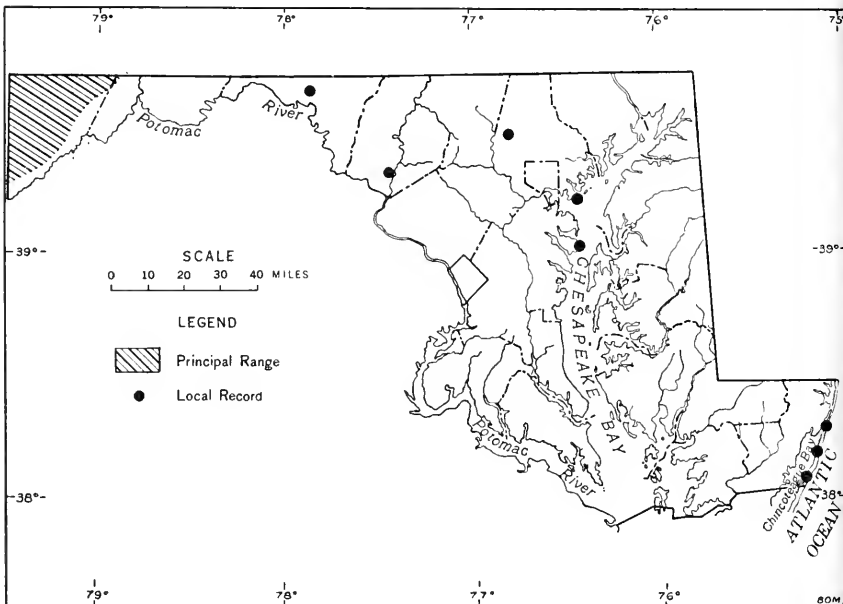 79° 78° 77° 76° 75°
Potomac River
-39°-
-39°-
SCALE
0 10 20 30 40 MILES
LEGEND
Principal Range
Local Record
CHESAPEAKE BAY
Potomac River
Chincoteague Bay
ATLANTIC OCEAN
-38°-
38°
79° 78° 77° 76°
80M.